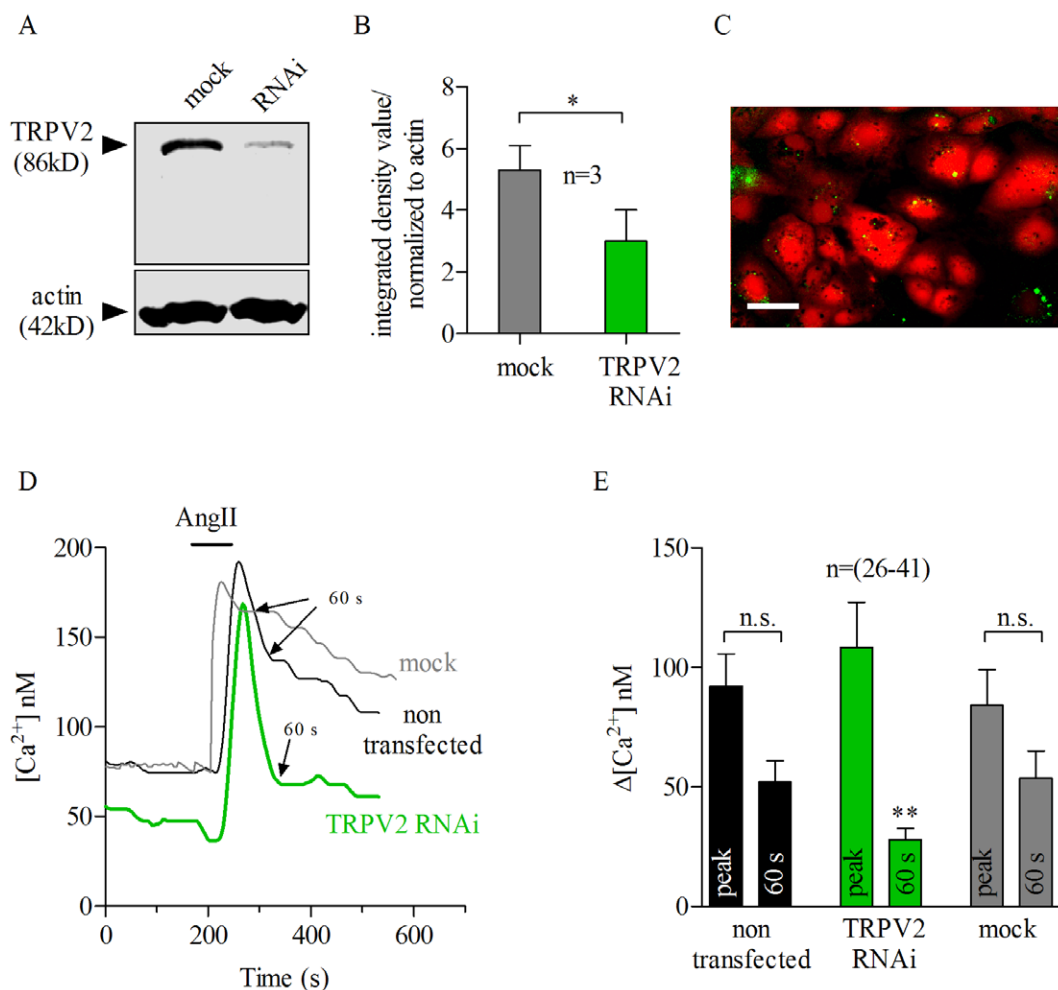 A
mock
RNAi
TRPV2
(86kD)
actin
(42kD)
B
integrated density value/
normalized to actin
8
6
4
2
0
*
n=3
mock
TRPV2
RNAi
C
D
AngII
[Ca²⁺] nM
200
150
100
50
0
60 s
mock
non
transfected
60 s
TRPV2 RNAi
0
200
400
600
Time (s)
E
Δ[Ca²⁺] nM
150
100
50
0
n=(26-41)
n.s.
n.s.
**
peak
60 s
peak
60 s
peak
60 s
non
transfected
TRPV2
RNAi
mock